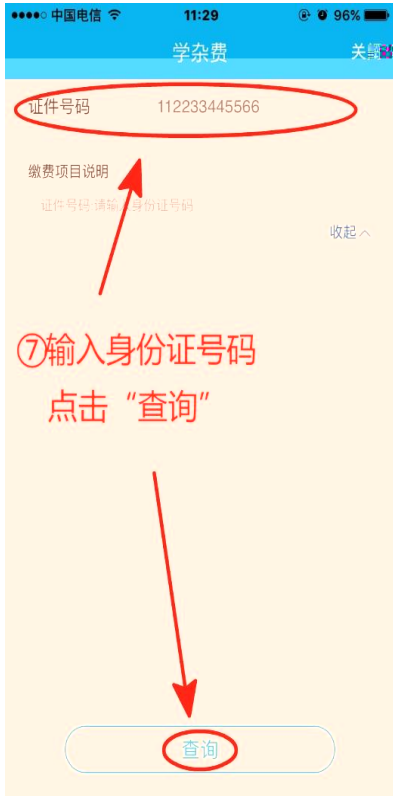 中国电信 11:29 96%
学杂费 关
证件号码 112233445566
缴费项目说明
证件号码:请输入身份证号码
收起
⑦输入身份证号码
点击“查询”
查询